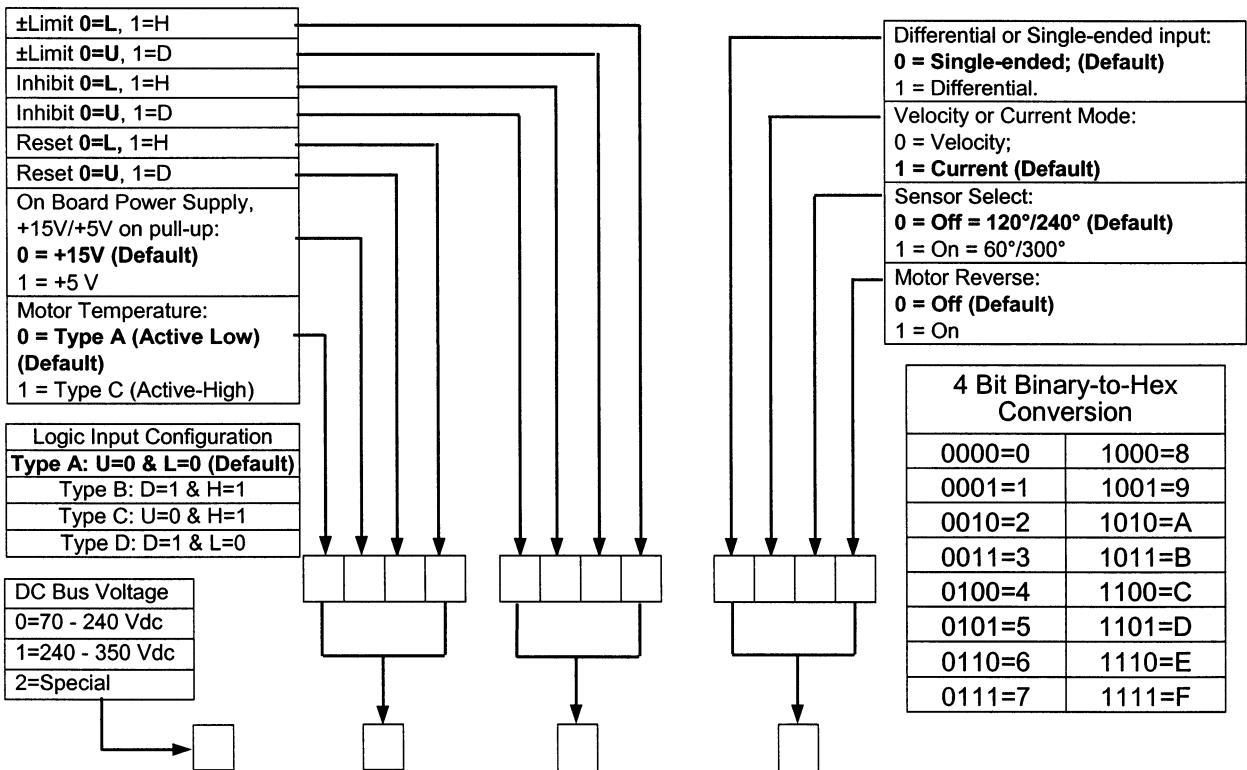 ±Limit 0=L, 1=H
±Limit 0=U, 1=D
Inhibit 0=L, 1=H
Inhibit 0=U, 1=D
Reset 0=L, 1=H
Reset 0=U, 1=D
On Board Power Supply,
+15V/+5V on pull-up:
0 = +15V (Default)
1 = +5 V
Motor Temperature:
0 = Type A (Active Low)
(Default)
1 = Type C (Active-High)
Logic Input Configuration
Type A: U=0 & L=0 (Default)
Type B: D=1 & H=1
Type C: U=0 & H=1
Type D: D=1 & L=0
DC Bus Voltage
0=70 - 240 Vdc
1=240 - 350 Vdc
2=Special
Differential or Single-ended input:
0 = Single-ended; (Default)
1 = Differential.
Velocity or Current Mode:
0 = Velocity;
1 = Current (Default)
Sensor Select:
0 = Off = 120°/240° (Default)
1 = On = 60°/300°
Motor Reverse:
0 = Off (Default)
1 = On
4 Bit Binary-to-Hex
Conversion
0000=0 1000=8
0001=1 1001=9
0010=2 1010=A
0011=3 1011=B
0100=4 1100=C
0101=5 1101=D
0110=6 1110=E
0111=7 1111=F